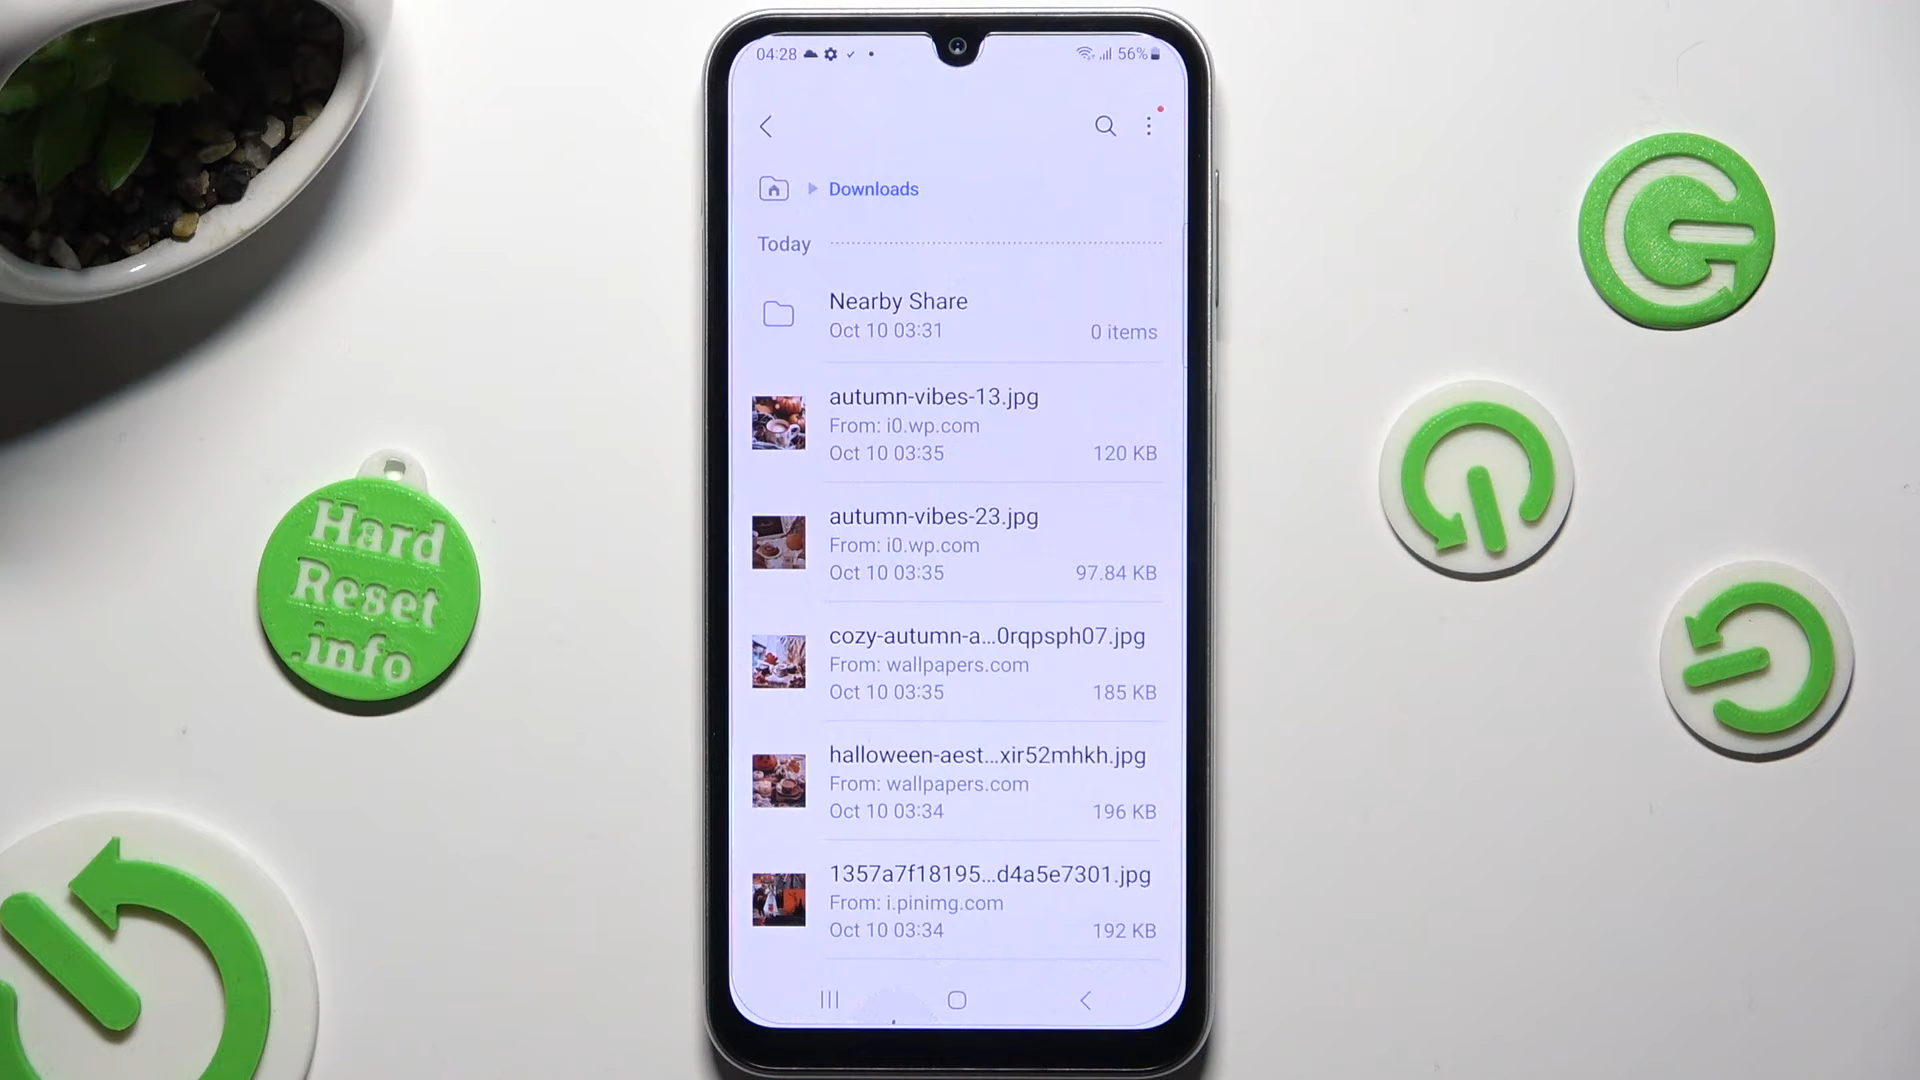 04:28
56%
Downloads
Today
Nearby Share
Oct 10 03:31
0 items
autumn-vibes-13.jpg
From: i0.wp.com
Oct 10 03:35
120 KB
autumn-vibes-23.jpg
From: i0.wp.com
Oct 10 03:35
97.84 KB
cozy-autumn-a...0rqpsph07.jpg
From: wallpapers.com
Oct 10 03:35
185 KB
halloween-aest...xir52mhkh.jpg
From: wallpapers.com
Oct 10 03:34
196 KB
1357a7f18195...d4a5e7301.jpg
From: i.pinimg.com
Oct 10 03:34
192 KB
Hard
Reset
.info